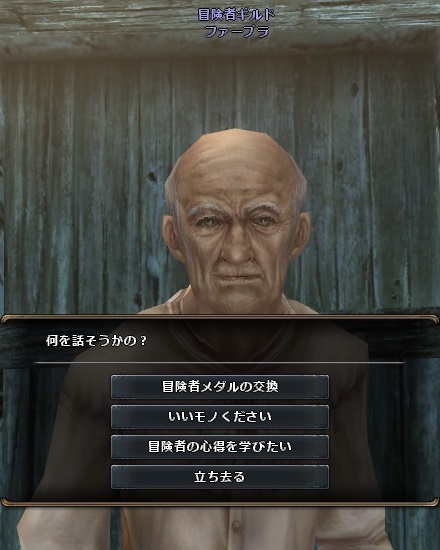 冒険者ギルド
ファーブラ
何を話そうかの？
冒険者メダルの交換
いいモノください
冒険者の心得を学びたい
立ち去る